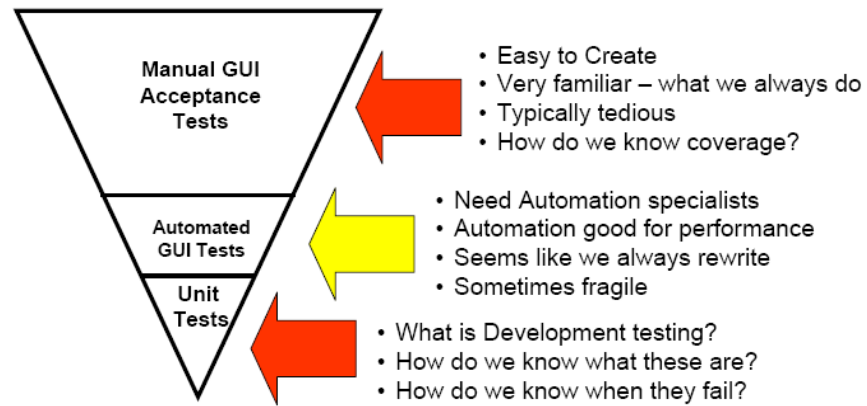 Manual GUI
Acceptance
Tests
• Easy to Create
• Very familiar – what we always do
• Typically tedious
• How do we know coverage?
Automated
GUI Tests
• Need Automation specialists
• Automation good for performance
• Seems like we always rewrite
• Sometimes fragile
Unit
Tests
• What is Development testing?
• How do we know what these are?
• How do we know when they fail?